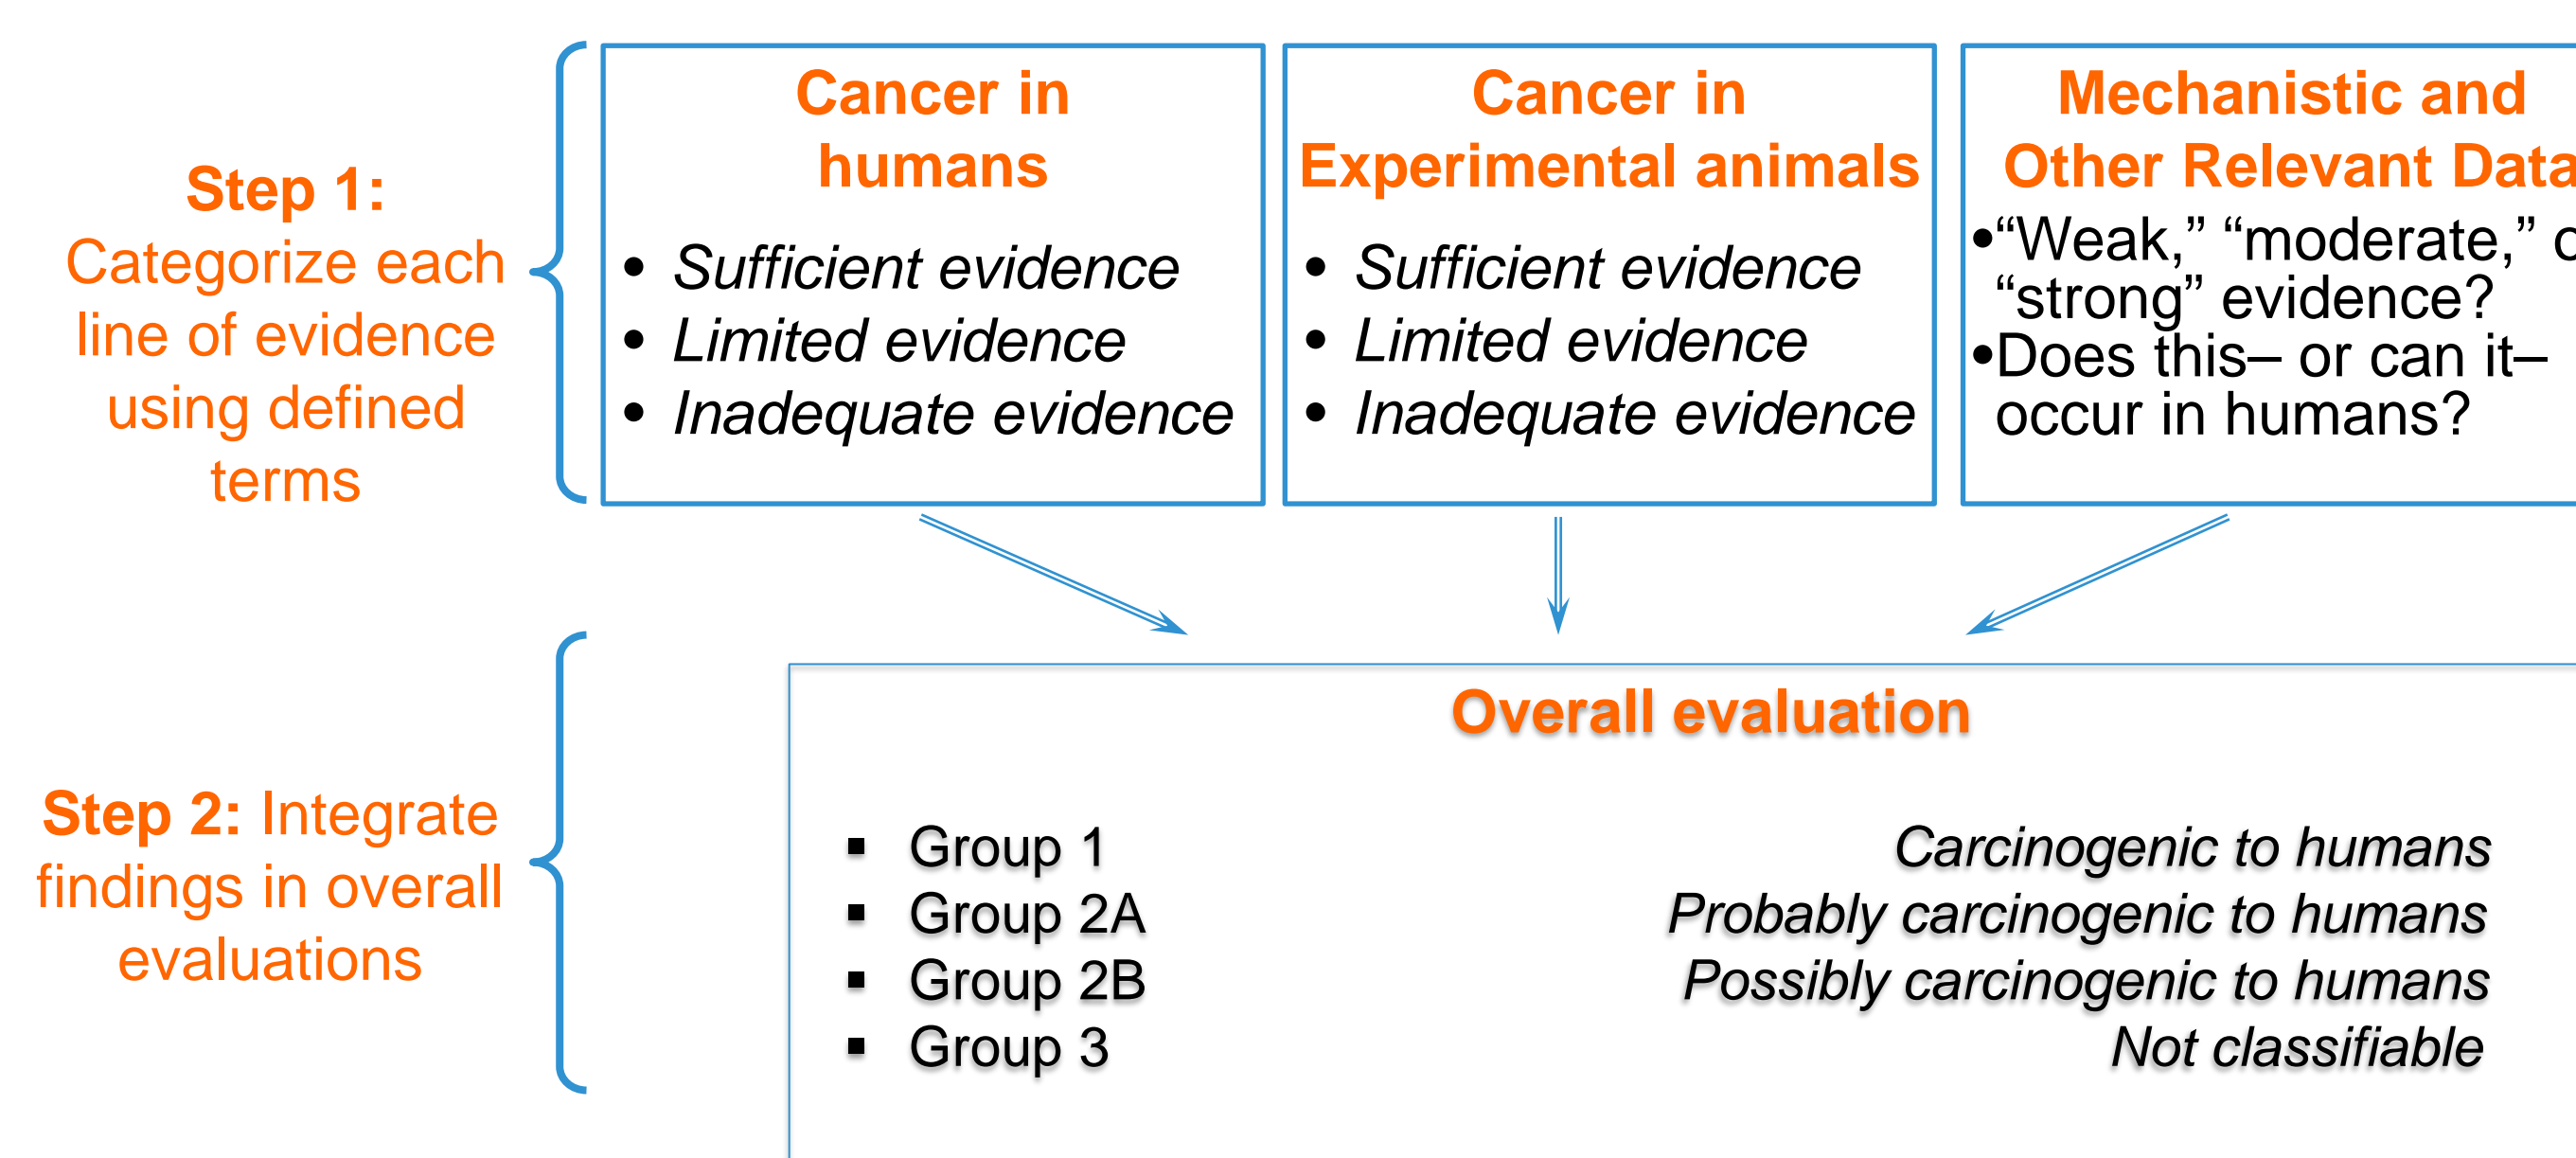 Step 1:
Categorize each
line of evidence
using defined
terms
Cancer in
humans
• Sufficient evidence
• Limited evidence
• Inadequate evidence
Cancer in
Experimental animals
• Sufficient evidence
• Limited evidence
• Inadequate evidence
Mechanistic and
Other Relevant Data
•“Weak,” “moderate,”
“strong” evidence?
•Does this– or can it–
occur in humans?
Step 2: Integrate
findings in overall
evaluations
Overall evaluation
▪ Group 1 Carcinogenic to humans
▪ Group 2A Probably carcinogenic to humans
▪ Group 2B Possibly carcinogenic to humans
▪ Group 3 Not classifiable